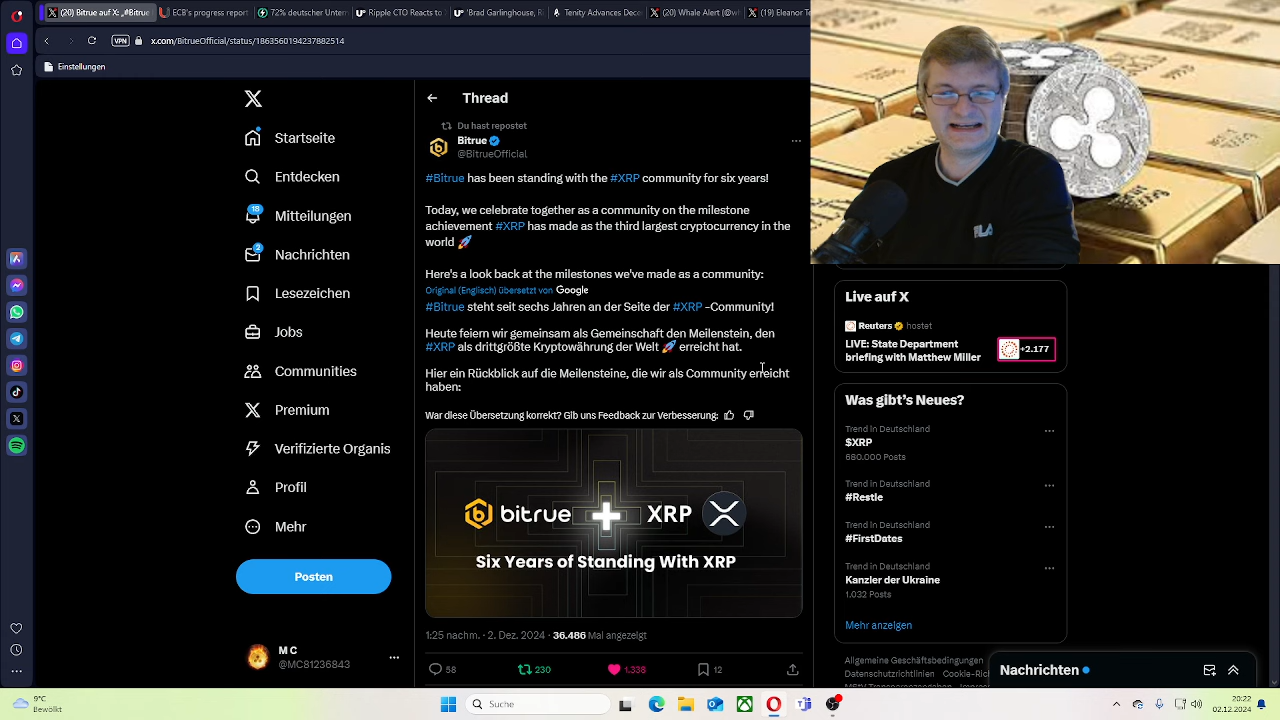 (20) Bitrue auf X: „#Bitrue
ECB's progress report
72% deutscher Untern
Ripple CTO Reacts to
Brad Garlinghouse, Ri
Tenity Advances Dece
(20) Whale Alert (@
(19) Eleanor Te
VPN
x.com/BitrueOfficial/status/1863560194237882514
Einstellungen
Startseite
Entdecken
18
Mitteilungen
2
Nachrichten
Lesezeichen
Jobs
Communities
Premium
Verifizierte Organis
Profil
Mehr
Posten
M C
@MC81236843
Thread
Du hast repostet
Bitrue
@BitrueOfficial
#Bitrue has been standing with the #XRP community for six years!
Today, we celebrate together as a community on the milestone
achievement #XRP has made as the third largest cryptocurrency in the
world 🚀
Here's a look back at the milestones we've made as a community:
Original (Englisch) übersetzt von Google
#Bitrue steht seit sechs Jahren an der Seite der #XRP –Community!
Heute feiern wir gemeinsam als Gemeinschaft den Meilenstein, den
#XRP als drittgrößte Kryptowährung der Welt 🚀 erreicht hat.
Hier ein Rückblick auf die Meilensteine, die wir als Community erreicht
haben:
War diese Übersetzung korrekt? Gib uns Feedback zur Verbesserung:
bitrue + XRP
Six Years of Standing With XRP
1:25 nachm. · 2. Dez. 2024 · 36.486 Mal angezeigt
58
230
1.338
12
Live auf X
Reuters hostet
LIVE: State Department
briefing with Matthew Miller
+2.177
Was gibt's Neues?
Trend in Deutschland
$XRP
680.000 Posts
Trend in Deutschland
#Restle
Trend in Deutschland
#FirstDates
Trend in Deutschland
Kanzler der Ukraine
1.032 Posts
Mehr anzeigen
Allgemeine Geschäftsbedingungen
Datenschutzrichtlinien Cookie-Ric
Nachrichten
9°C
Bewölkt
Suche
22:22
02.12.2024